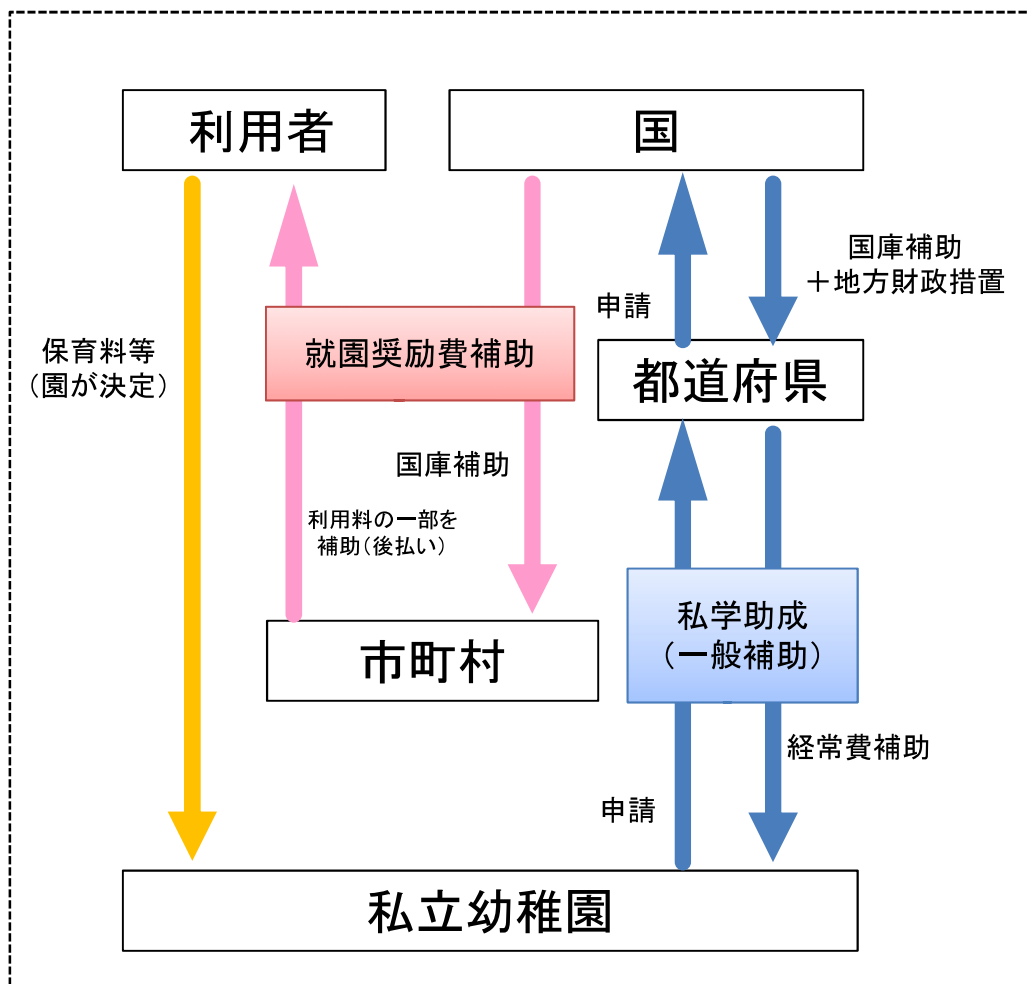 利用者
国
国庫補助
＋地方財政措置
申請
保育料等
（園が決定）
就園奨励費補助
都道府県
国庫補助
利用料の一部を
補助（後払い）
市町村
私学助成
（一般補助）
経常費補助
申請
私立幼稚園